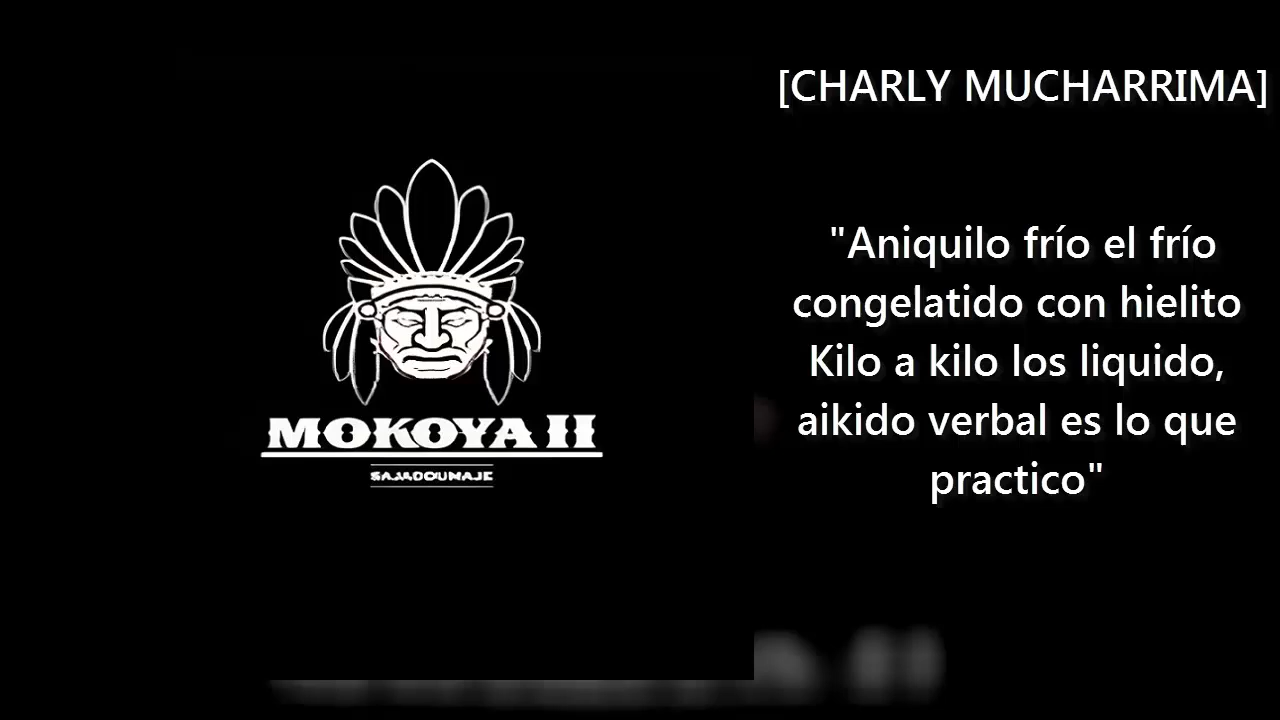 [CHARLY MUCHARRIMA]
"Aniquilo frío el frío
congelatido con hielito
Kilo a kilo los liquido,
aikido verbal es lo que
practico"
MOKOYA II